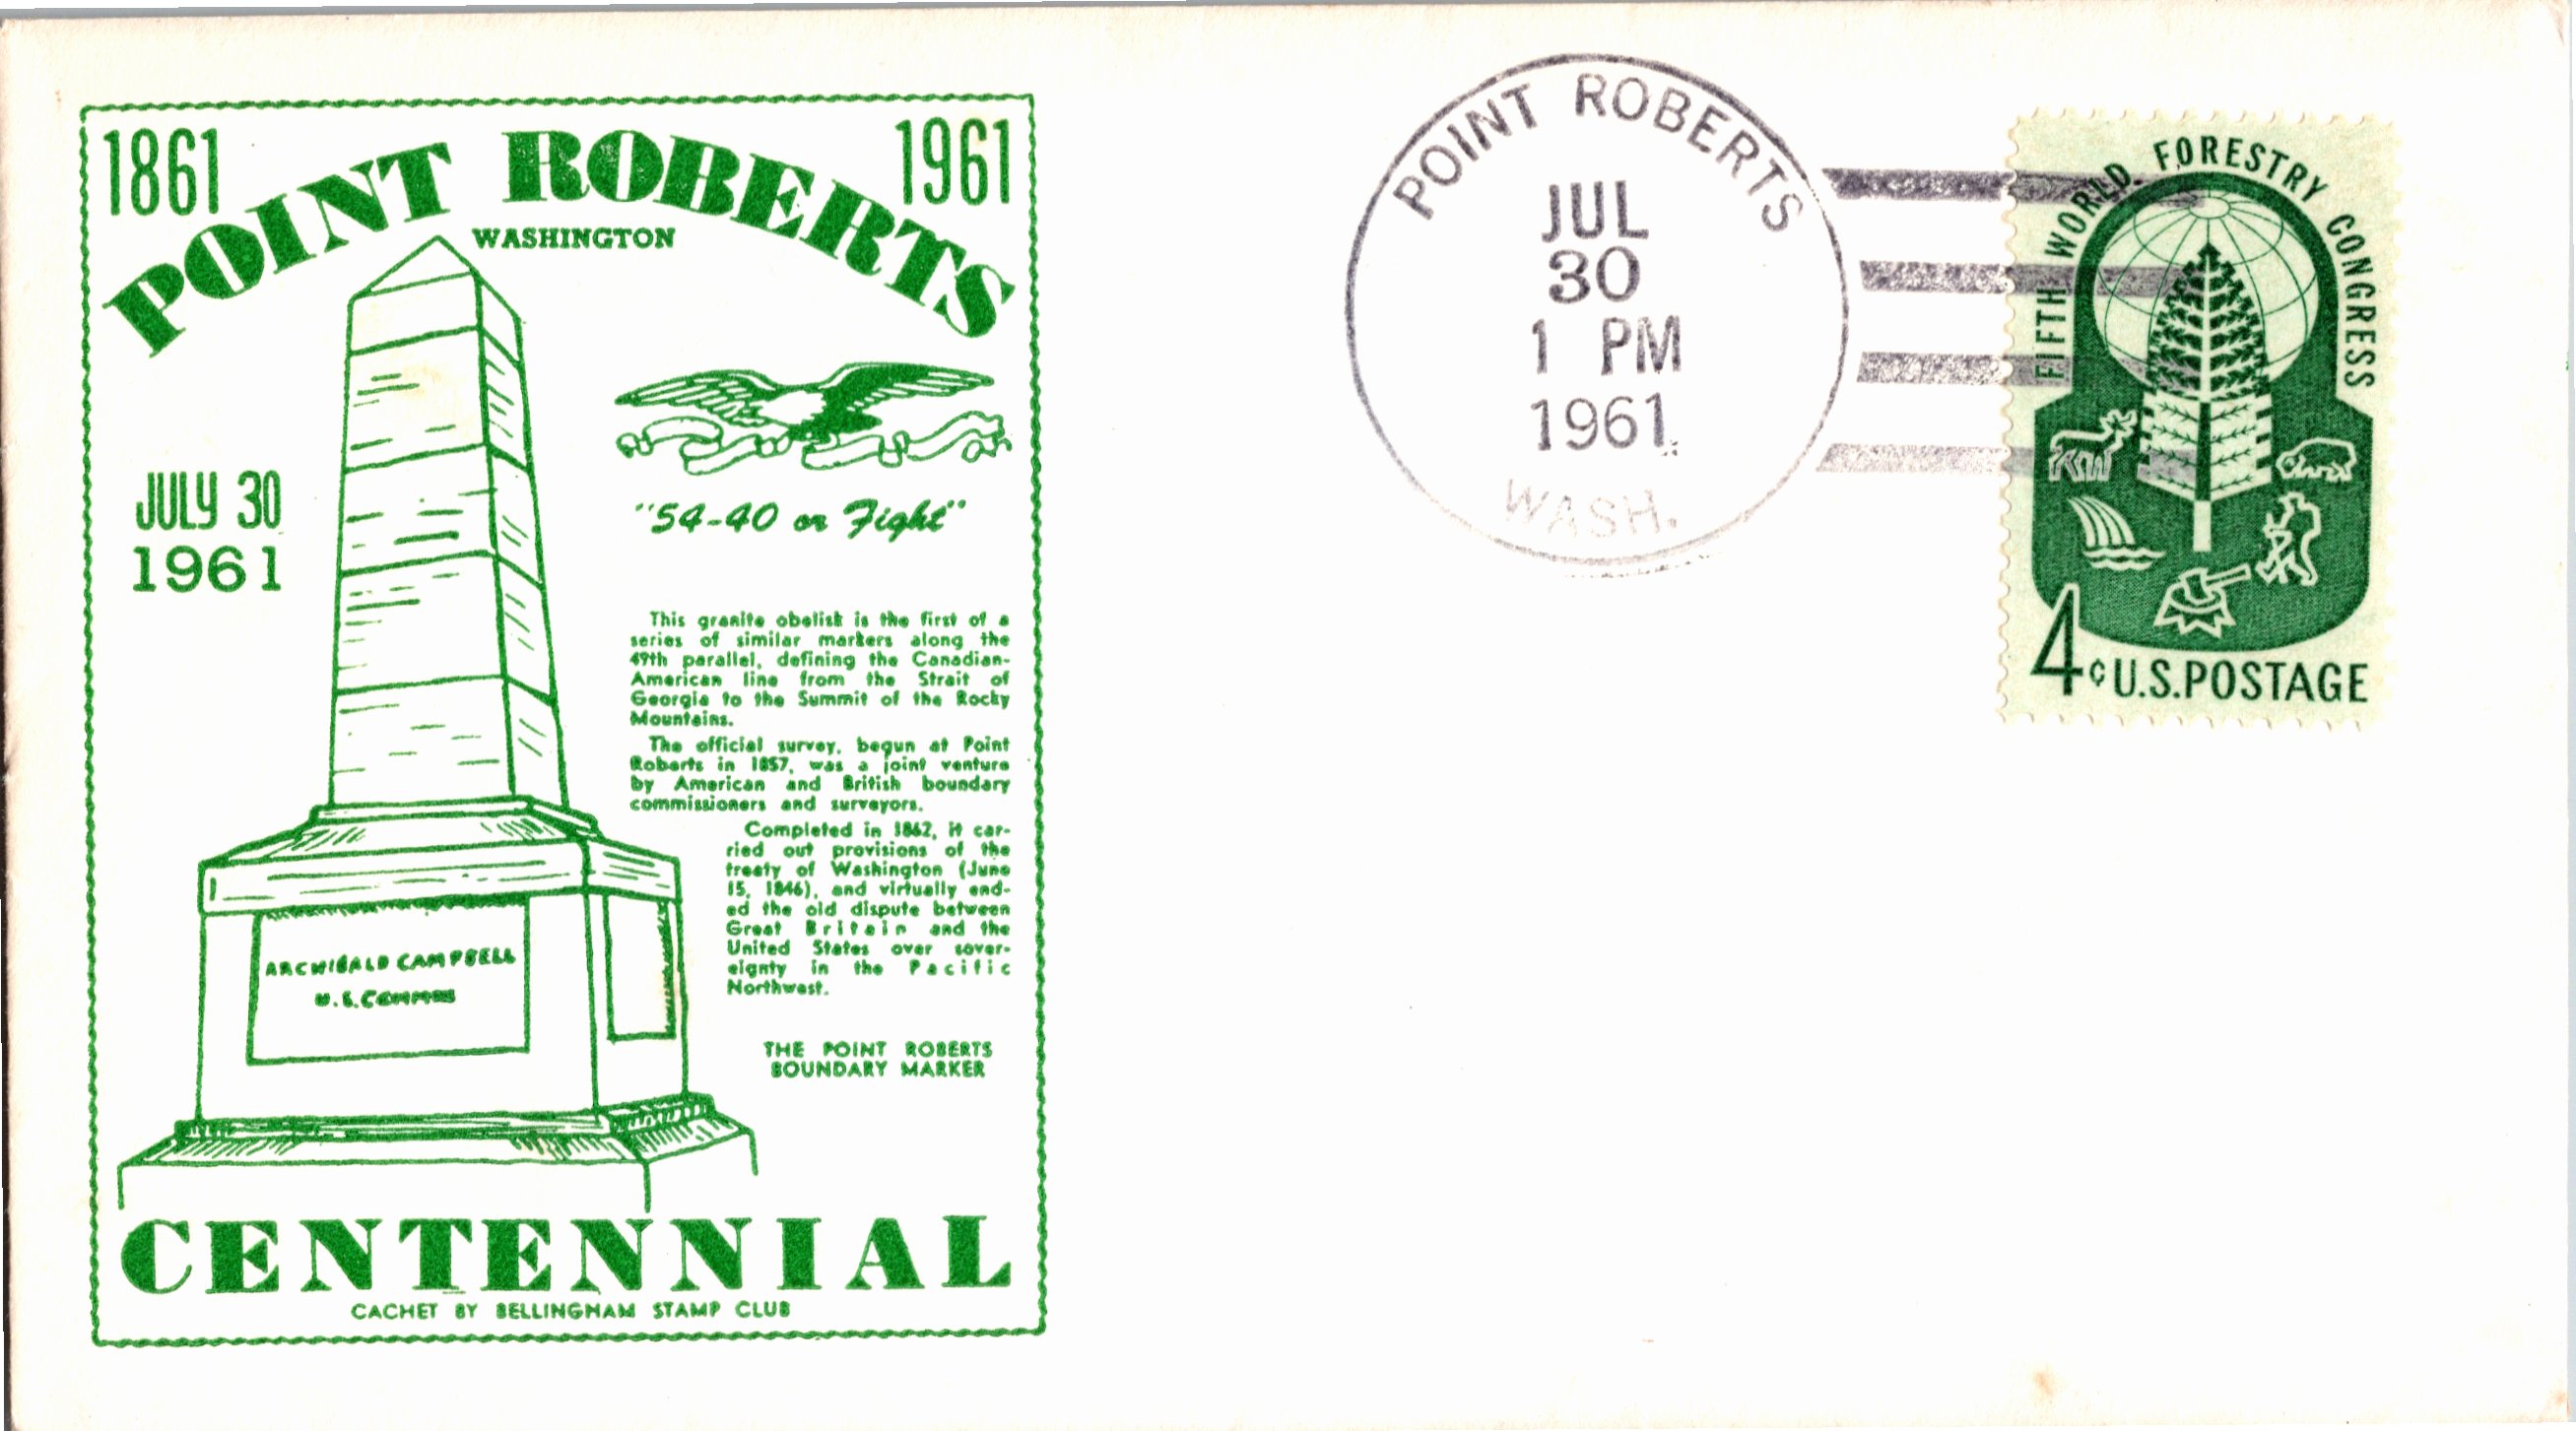 1861
1961
POINT ROBERTS
WASHINGTON
JULY 30
1961
"54-40 or Fight"
This granite obelisk is the first of a
series of similar markers along the
49th parallel, defining the Canadian-
American line from the Strait of
Georgia to the Summit of the Rocky
Mountains.
The official survey, begun at Point
Roberts in 1857, was a joint venture
by American and British boundary
commissioners and surveyors.
Completed in 1862, it car-
ried out provisions of the
treaty of Washington (June
15, 1846), and virtually end-
ed the old dispute between
Great Britain and the
United States over sover-
eignty in the Pacific
Northwest.
ARCHIBALD CAMPBELL
U.S.COMMRS
THE POINT ROBERTS
BOUNDARY MARKER
CENTENNIAL
CACHET BY BELLINGHAM STAMP CLUB
POINT ROBERTS
JUL
30
1 PM
1961
WASH.
FIFTH WORLD FORESTRY CONGRESS
4¢ U.S.POSTAGE